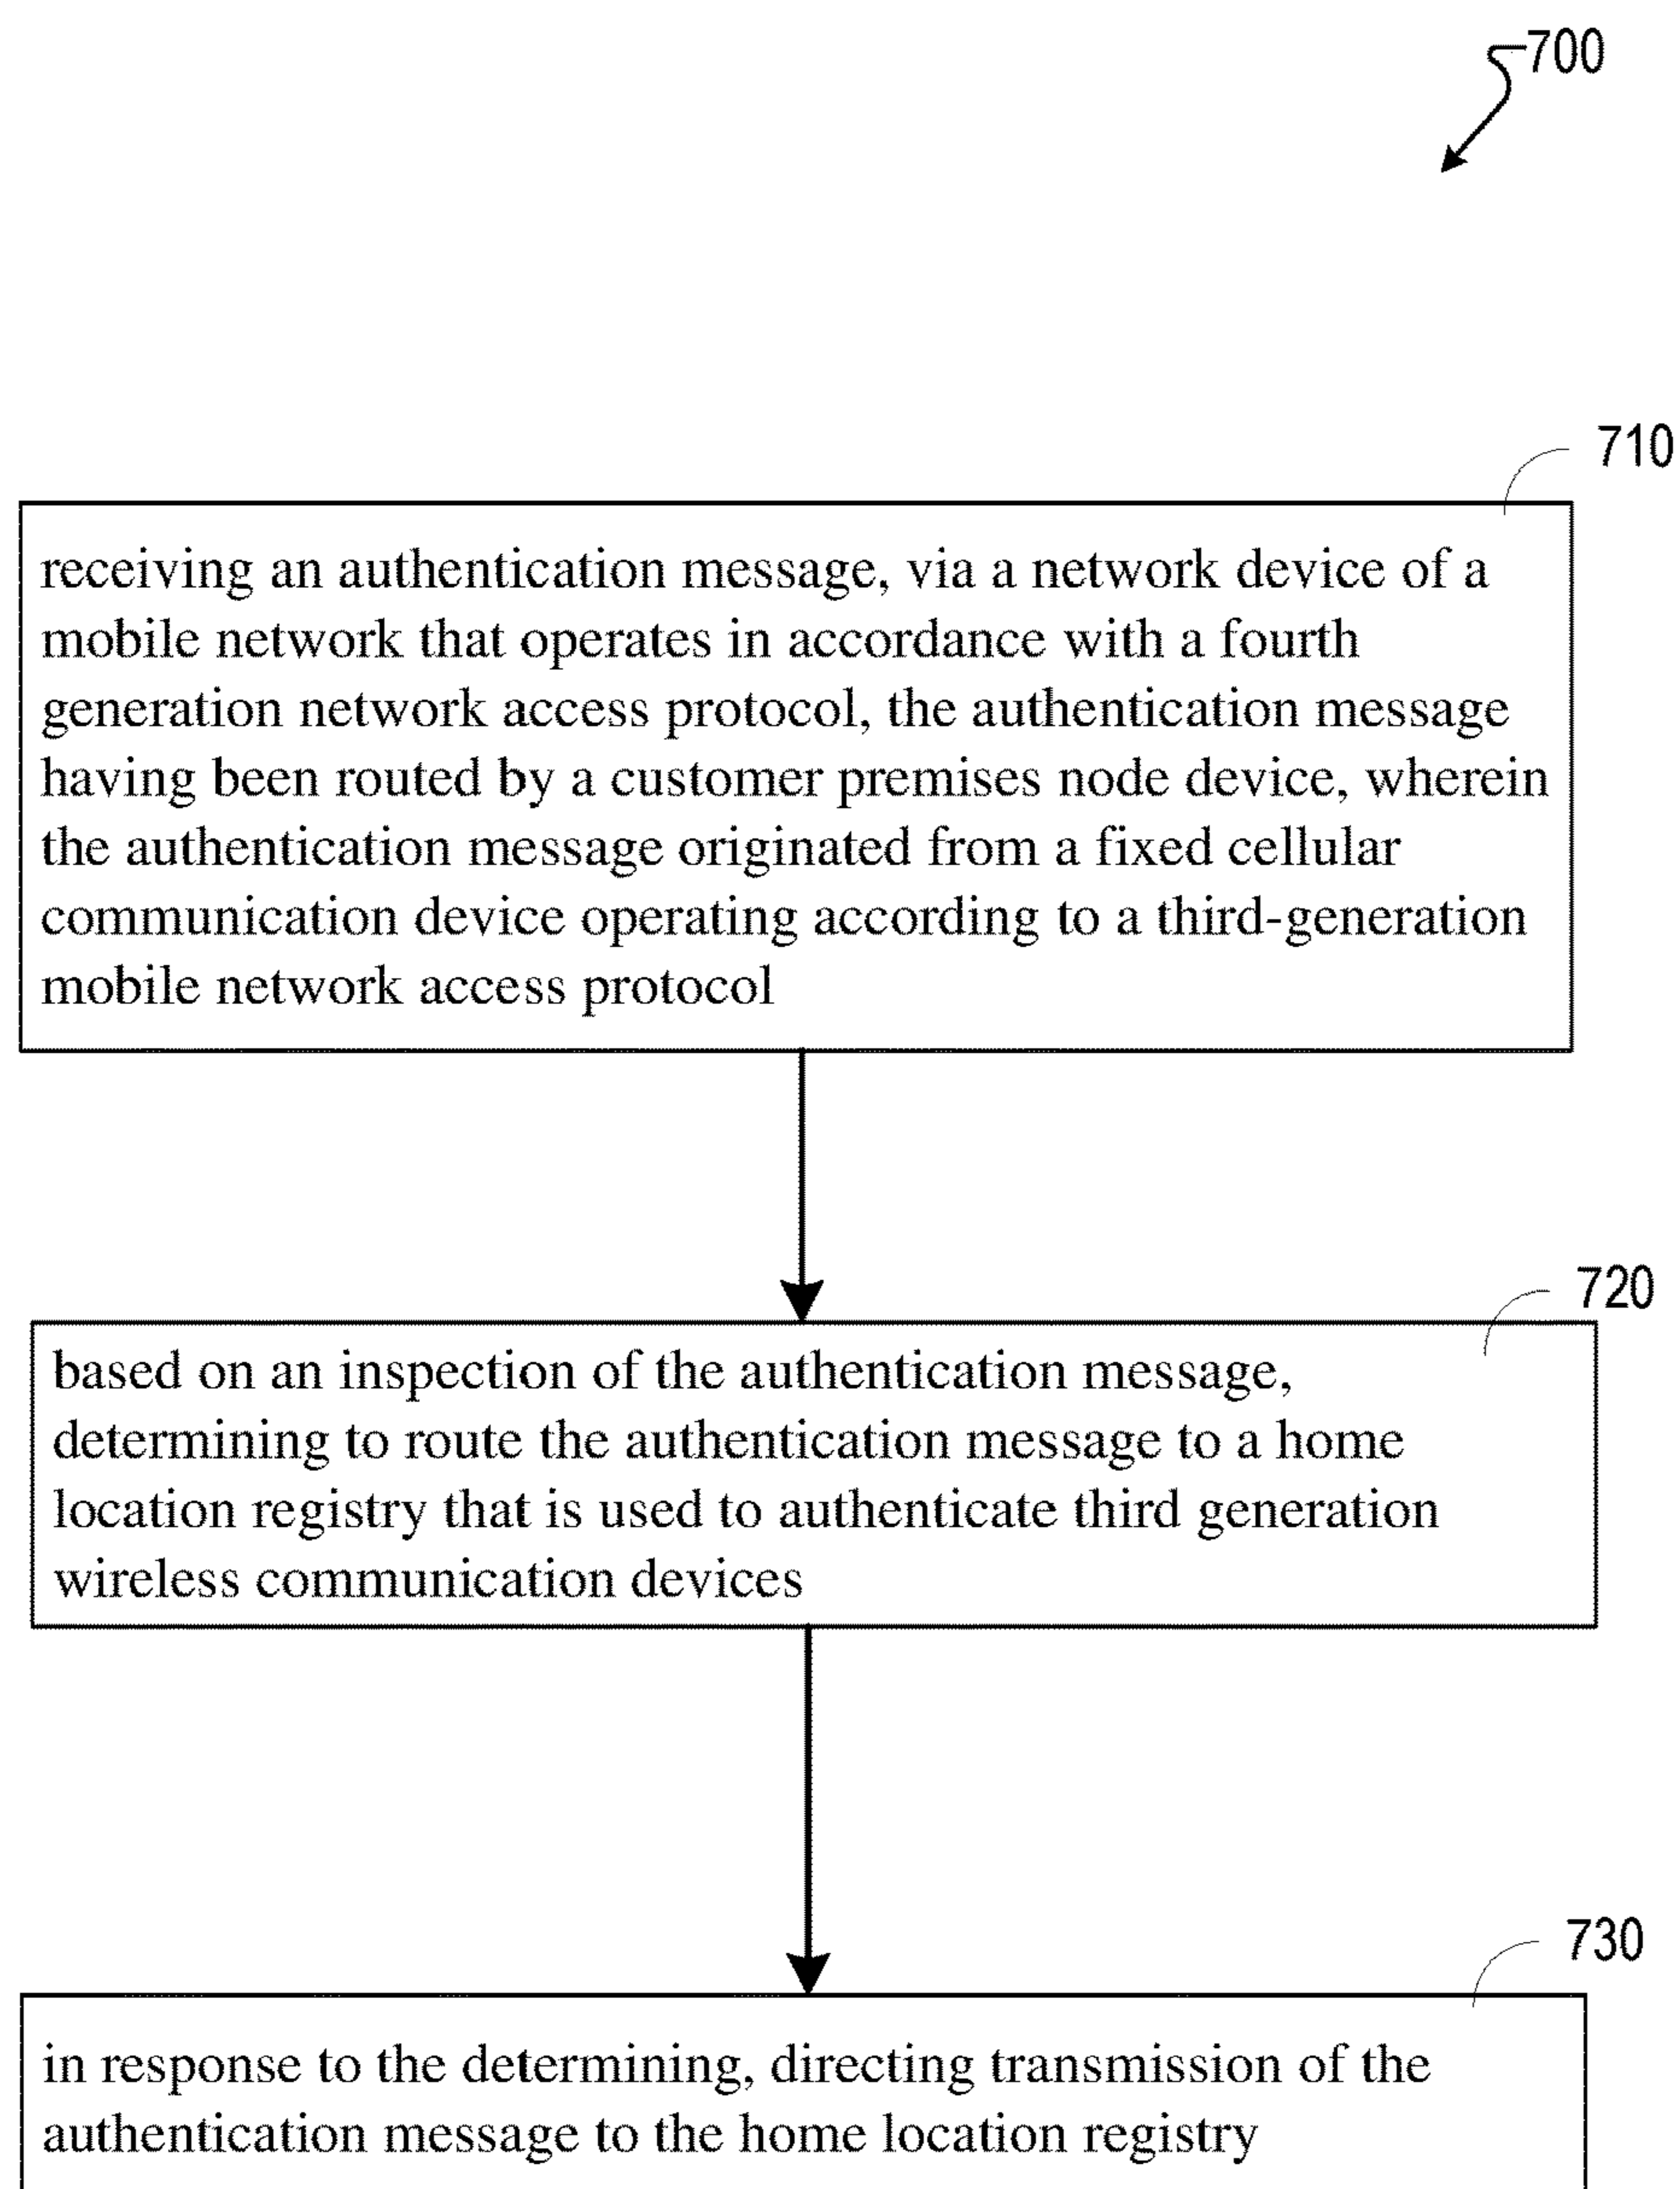 700
710
receiving an authentication message, via a network device of a
mobile network that operates in accordance with a fourth
generation network access protocol, the authentication message
having been routed by a customer premises node device, wherein
the authentication message originated from a fixed cellular
communication device operating according to a third-generation
mobile network access protocol
720
based on an inspection of the authentication message,
determining to route the authentication message to a home
location registry that is used to authenticate third generation
wireless communication devices
730
in response to the determining, directing transmission of the
authentication message to the home location registry